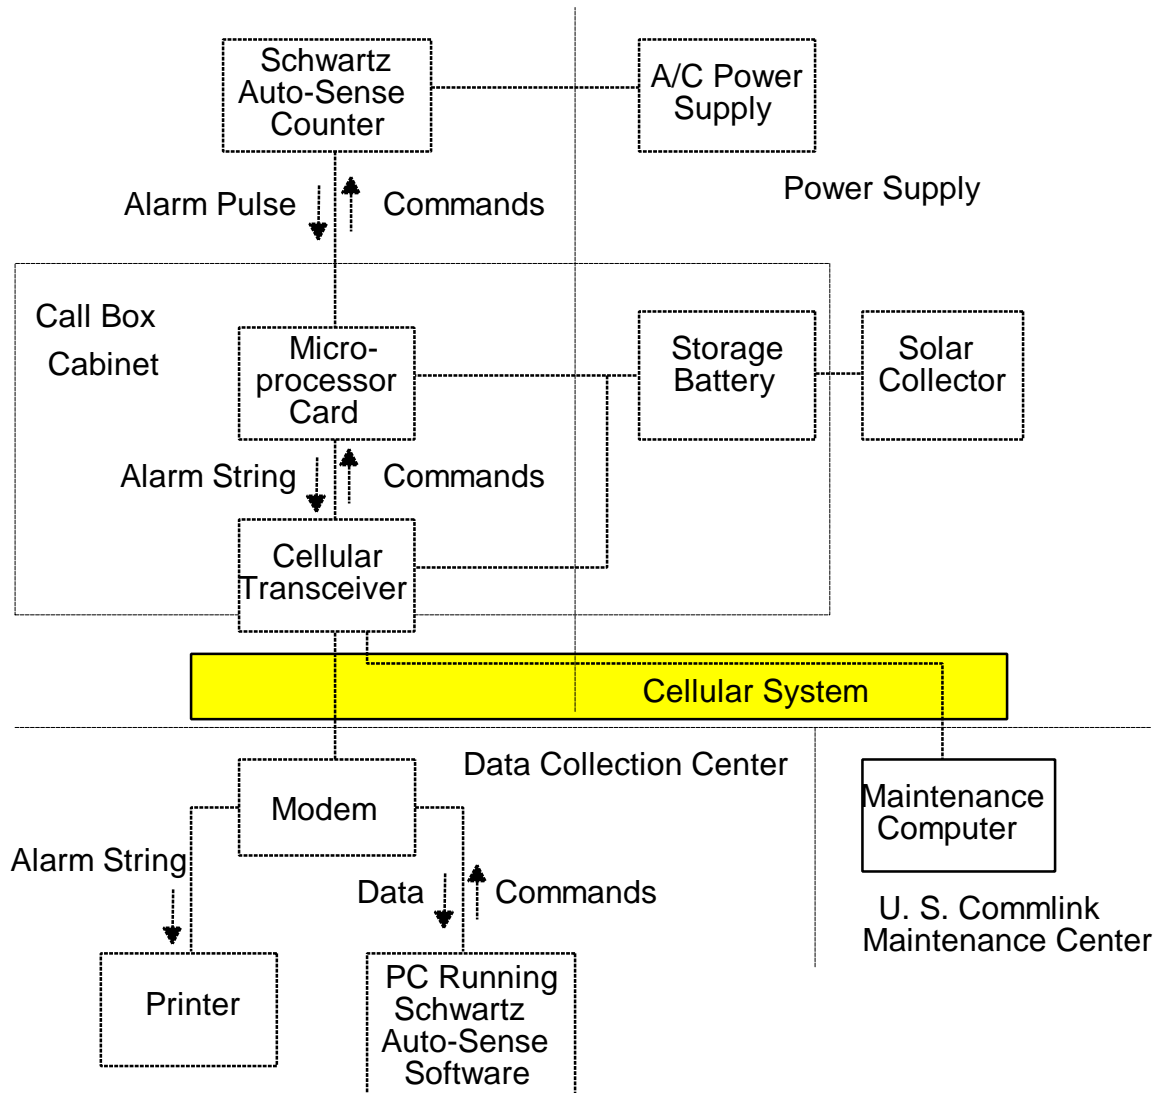 Schwartz
Auto-Sense
Counter
A/C Power
Supply
Alarm Pulse
Commands
Power Supply
Call Box
Cabinet
Micro-
processor
Card
Storage
Battery
Solar
Collector
Alarm String
Commands
Cellular
Transceiver
Cellular System
Data Collection Center
Modem
Maintenance
Computer
Alarm String
Data
Commands
U. S. Commlink
Maintenance Center
Printer
PC Running
Schwartz
Auto-Sense
Software